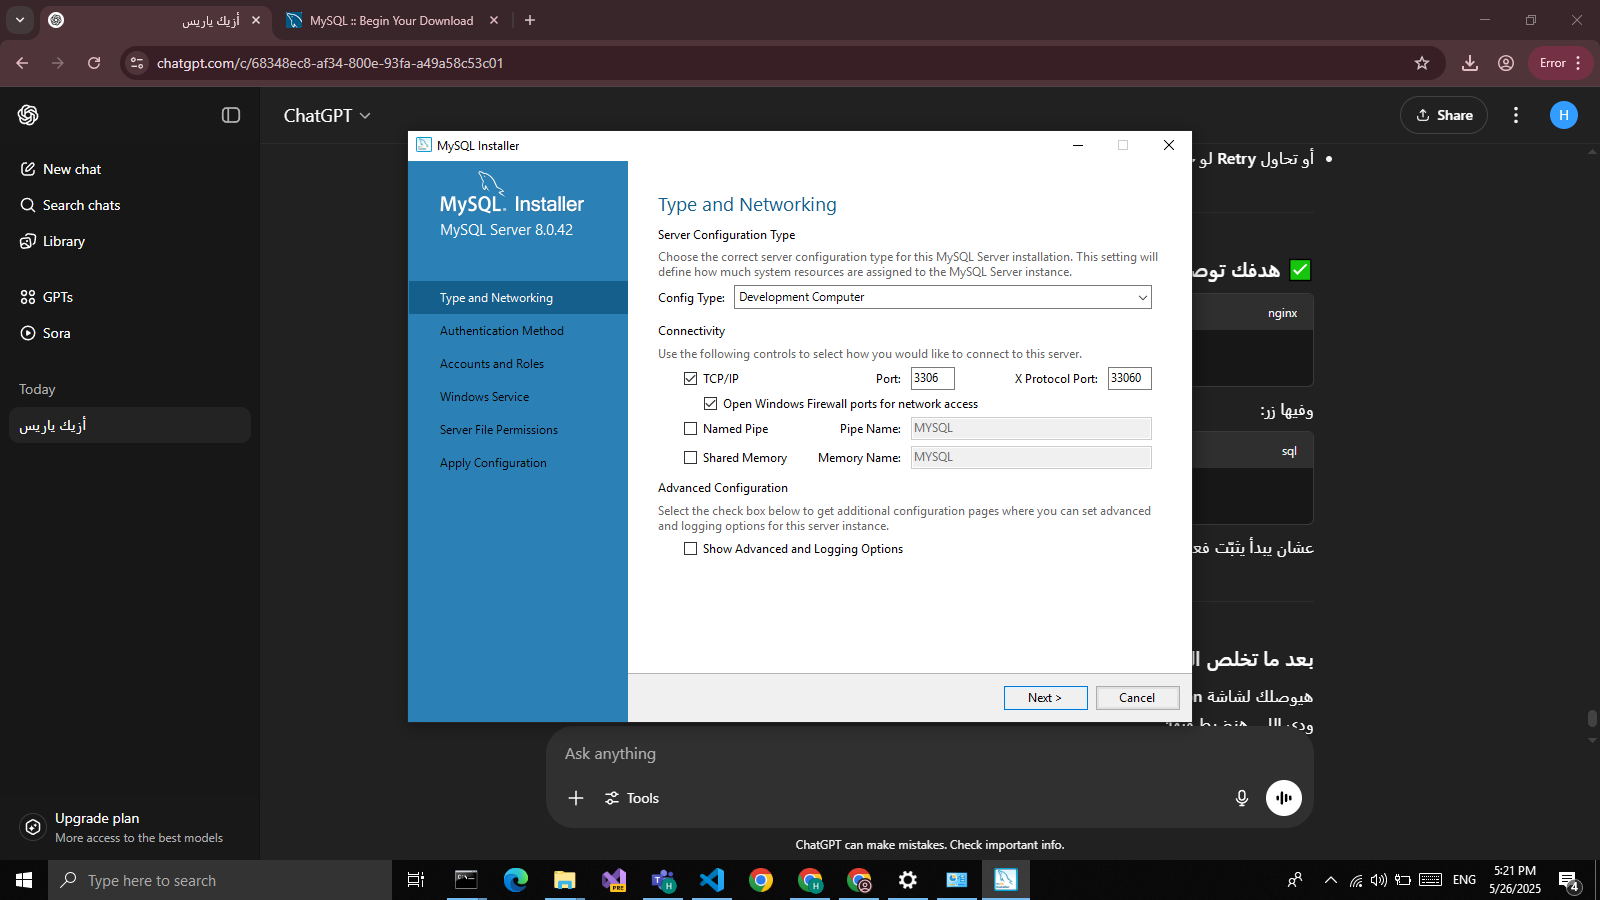 أزيك ياريس
MySQL :: Begin Your Download
chatgpt.com/c/68348ec8-af34-800e-93fa-a49a58c53c01
Error
ChatGPT
Share
H
New chat
Search chats
Library
GPTs
Sora
Today
أزيك ياريس
Upgrade plan
More access to the best models
MySQL Installer
MySQL. Installer
MySQL Server 8.0.42
Type and Networking
Authentication Method
Accounts and Roles
Windows Service
Server File Permissions
Apply Configuration
Type and Networking
Server Configuration Type
Choose the correct server configuration type for this MySQL Server installation. This setting will
define how much system resources are assigned to the MySQL Server instance.
Config Type: Development Computer
Connectivity
Use the following controls to select how you would like to connect to this server.
TCP/IP Port: 3306 X Protocol Port: 33060
Open Windows Firewall ports for network access
Named Pipe Pipe Name: MYSQL
Shared Memory Memory Name: MYSQL
Advanced Configuration
Select the check box below to get additional configuration pages where you can set advanced
and logging options for this server instance.
Show Advanced and Logging Options
Next >
Cancel
أو تحاول Retry لو
✅ هدفك
nginx
وفيها زر:
sql
عشان يبدأ يثبّت
بعد ما تخلص
هيوصلك لشاشة
Ask anything
Tools
ChatGPT can make mistakes. Check important info.
Type here to search
PRE
H
H
ENG
5:21 PM
5/26/2025
4